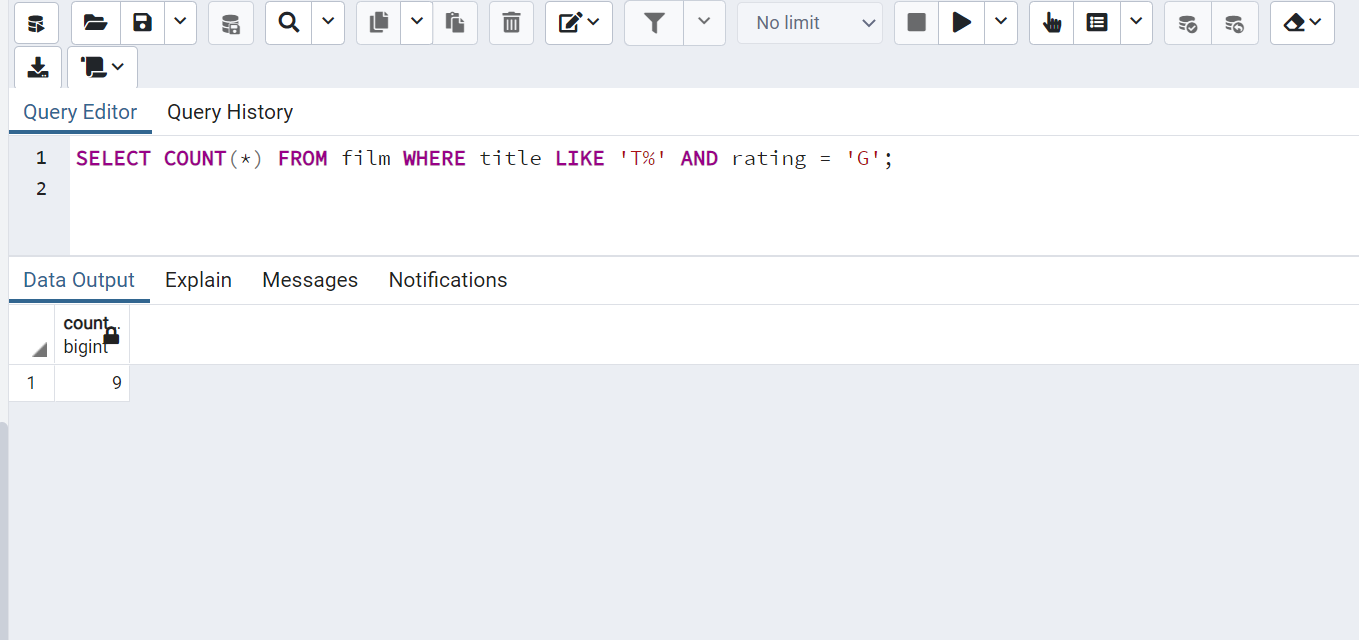 No limit
Query Editor Query History
1 SELECT COUNT(*) FROM film WHERE title LIKE 'T%' AND rating = 'G';
2
Data Output Explain Messages Notifications
count..
bigint
1 9